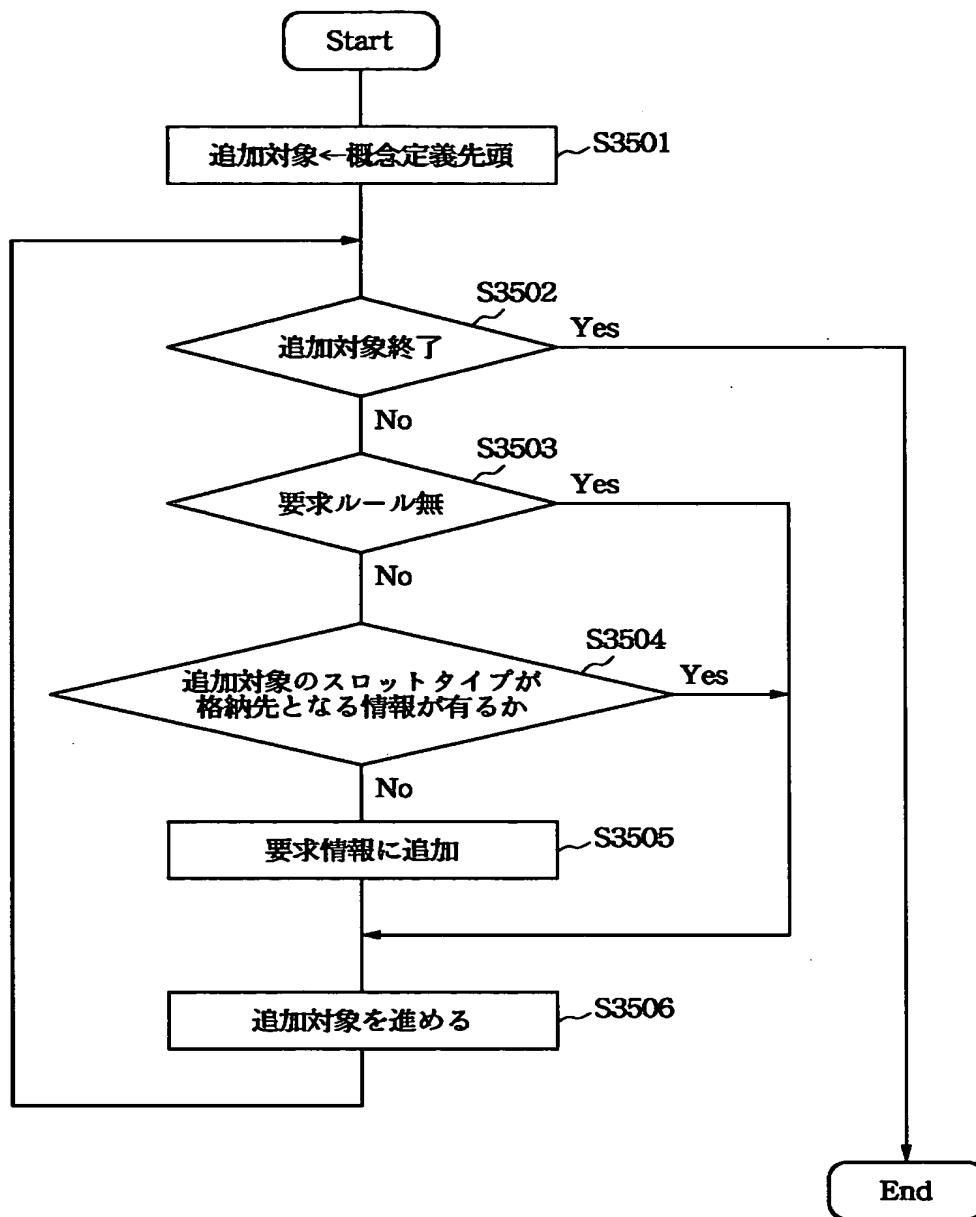 Start
追加対象←概念定義先頭
S3501
S3502
追加対象終了
Yes
No
S3503
要求ルール無
Yes
No
S3504
追加対象のスロットタイプが
格納先となる情報が有るか
Yes
No
要求情報に追加
S3505
追加対象を進める
S3506
End